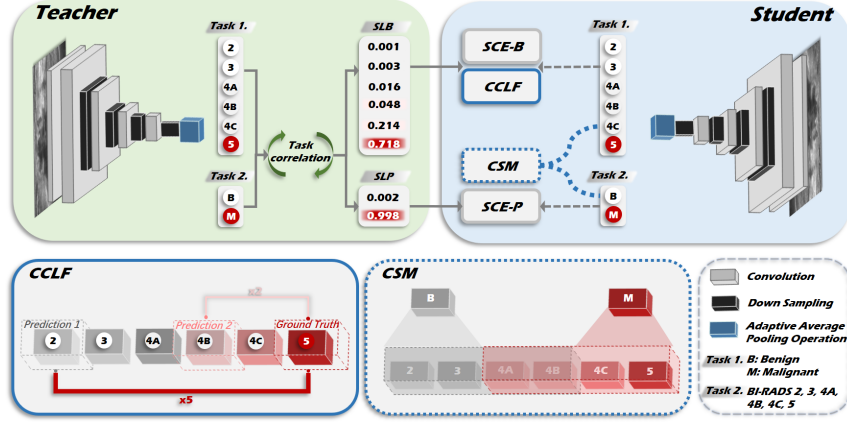 Teacher
Task 1.
2
3
4A
4B
4C
5
Task 2.
B
M
Task
correlation
SLB
0.001
0.003
0.016
0.048
0.214
0.718
SLP
0.002
0.998
Student
SCE-B
CCLF
CSM
SCE-P
Task 1.
2
3
4A
4B
4C
5
Task 2.
B
M
CCLF
x2
Prediction 1
Prediction 2
Ground Truth
2
3
4A
4B
4C
5
x5
CSM
B
M
2
3
4A
4B
4C
5
Convolution
Down Sampling
Adaptive Average
Pooling Operation
Task 1. B: Benign
M: Malignant
Task 2. BI-RADS 2, 3, 4A,
4B, 4C, 5